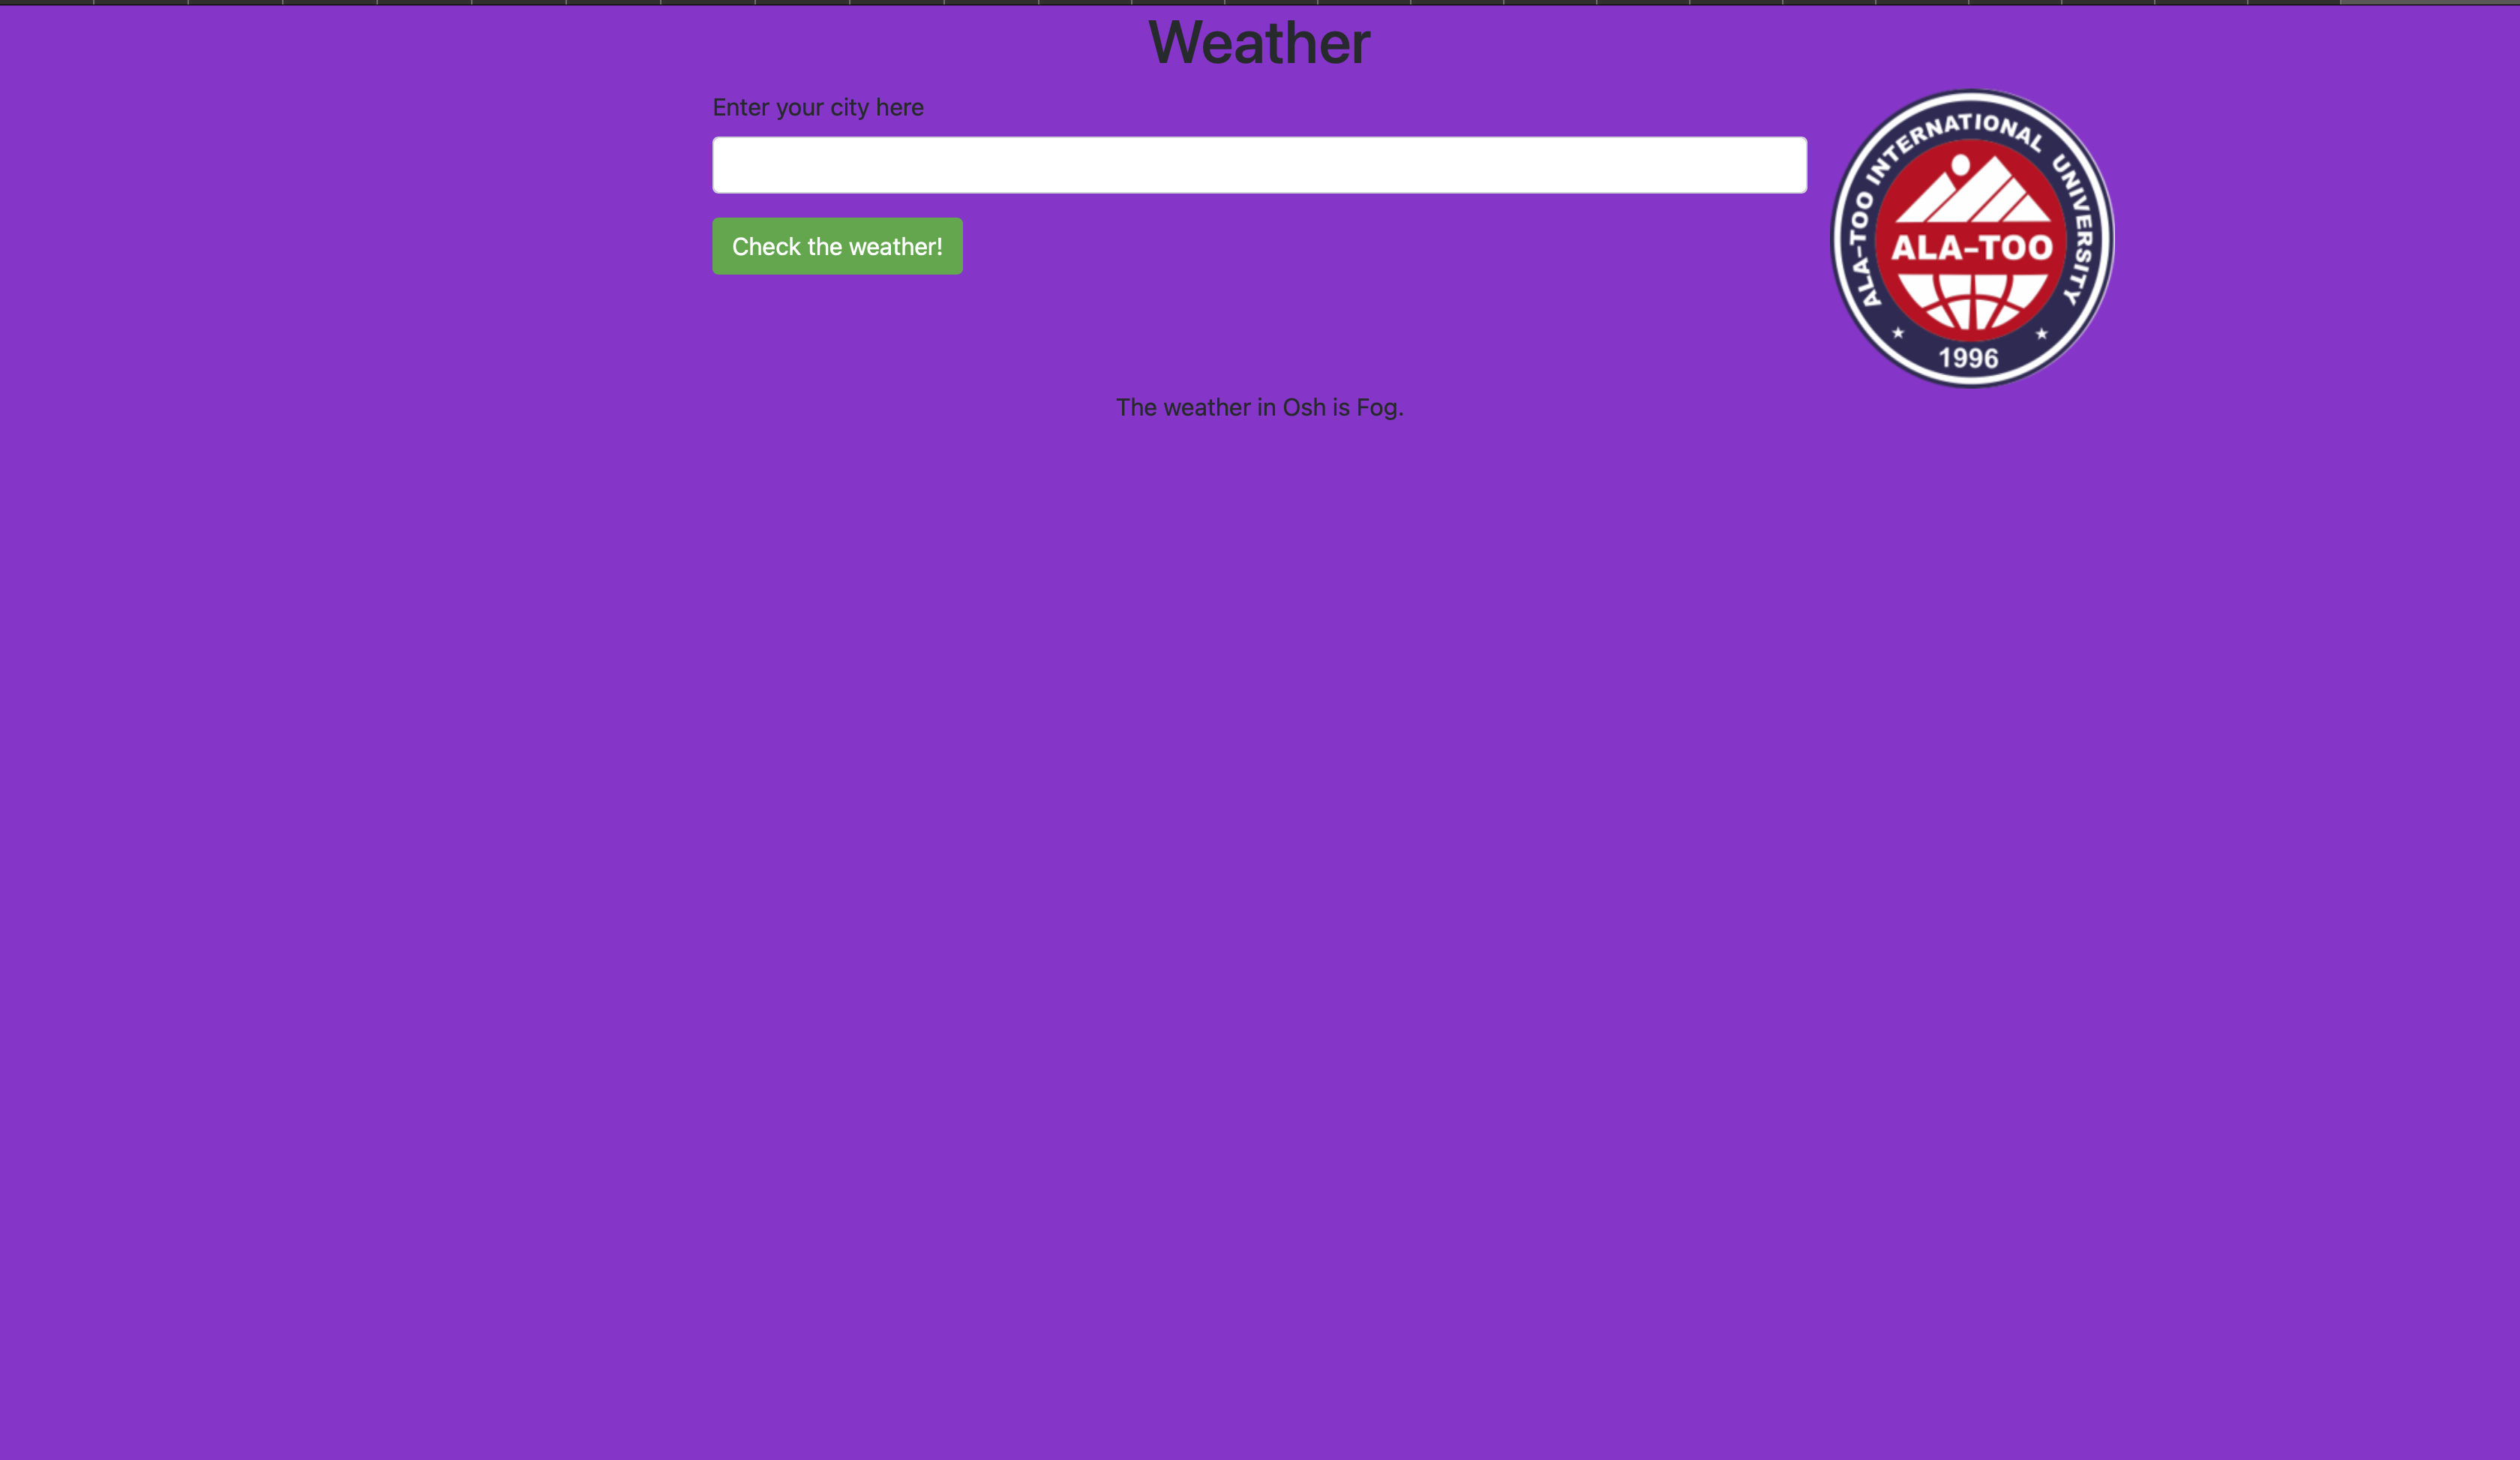 Weather
Enter your city here
ALA-TOO INTERNATIONAL UNIVERSITY
ALA-TOO
1996
Check the weather!
The weather in Osh is Fog.